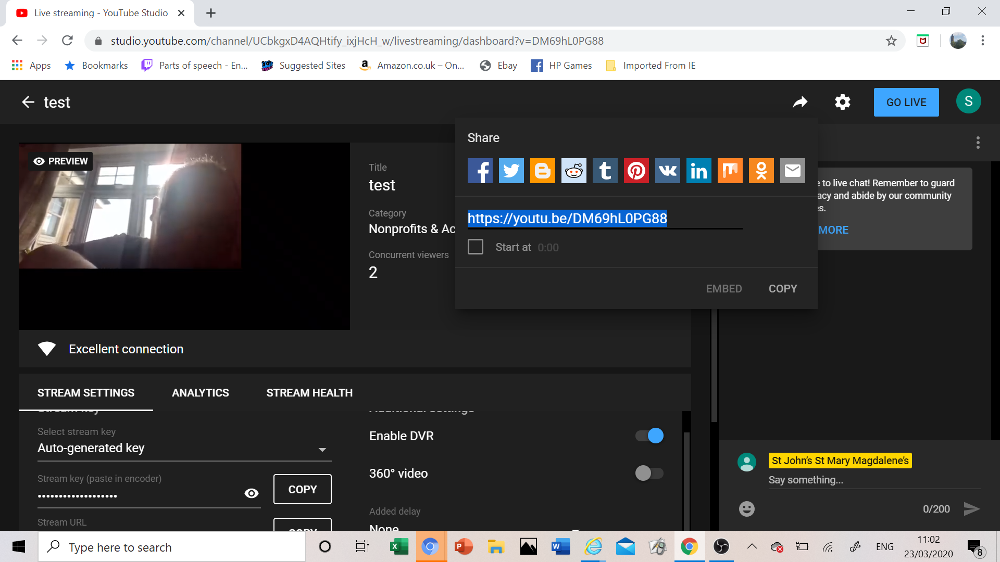 Live streaming - YouTube Studio
studio.youtube.com/channel/UCbkgxD4AQHtify_ixjHcH_w/livestreaming/dashboard?v=DM69hL0PG88
Apps Bookmarks Parts of speech - En... Suggested Sites Amazon.co.uk – On... Ebay HP Games Imported From IE
test
GO LIVE
S
PREVIEW
Title
test
Category
Nonprofits & Ac
Concurrent viewers
2
Share
https://youtu.be/DM69hL0PG88
Start at 0:00
EMBED COPY
e to live chat! Remember to guard
acy and abide by our community
es.
MORE
Excellent connection
STREAM SETTINGS ANALYTICS STREAM HEALTH
Stream key
Select stream key
Auto-generated key
Stream key (paste in encoder)
COPY
Stream URL
COPY
Additional settings
Enable DVR
360° video
Added delay
None
St John's St Mary Magdalene's
Say something...
0/200
Type here to search
ENG
11:02
23/03/2020
8